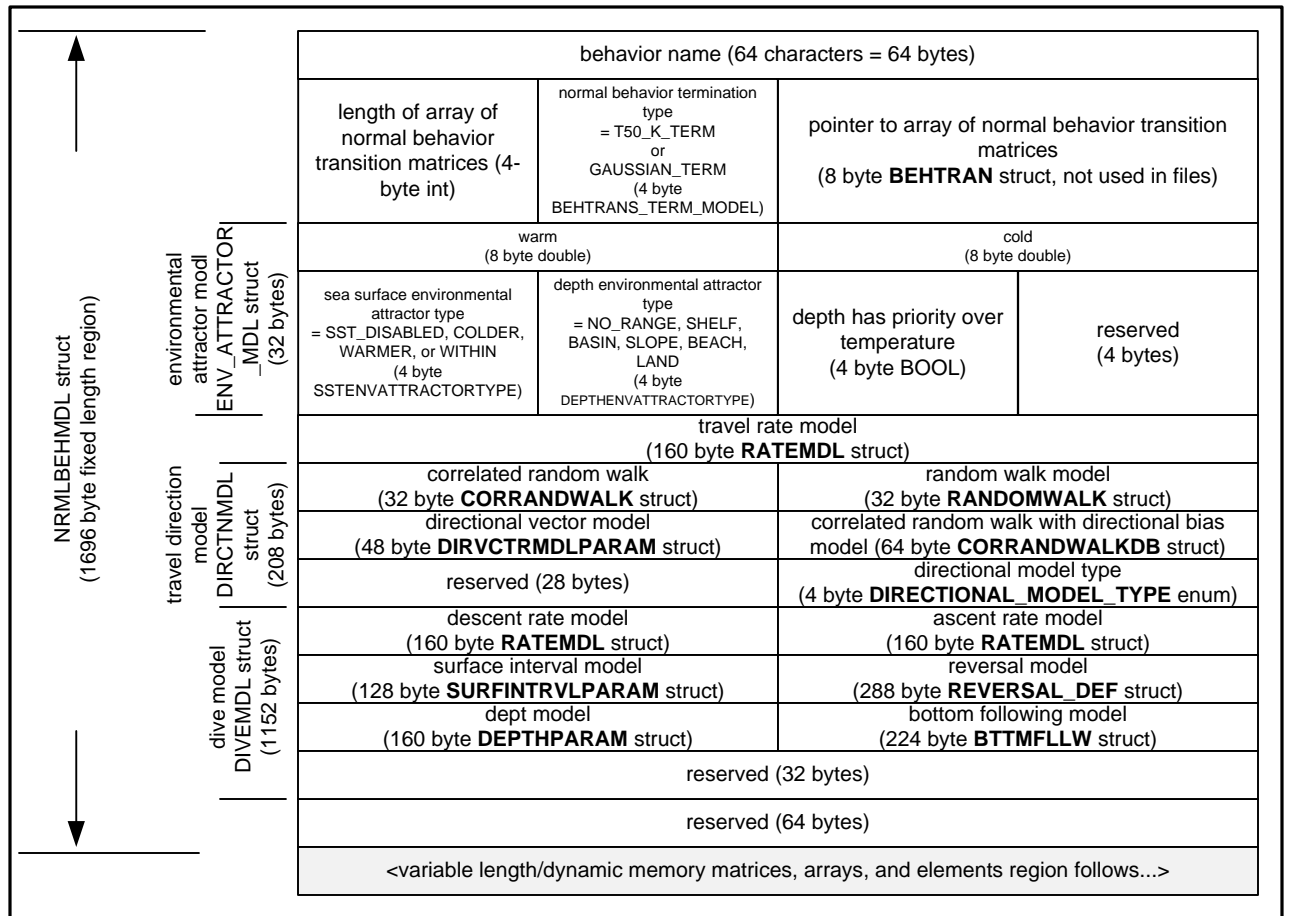 behavior name (64 characters = 64 bytes)
length of array of
normal behavior
transition matrices (4-
byte int)
normal behavior termination
type
= T50_K_TERM
or
GAUSSIAN_TERM
(4 byte
BEHTRANS_TERM_MODEL)
pointer to array of normal behavior transition
matrices
(8 byte BEHTRAN struct, not used in files)
NRMLBEHMDL struct
(1696 byte fixed length region)
environmental
attractor modl
ENV_ATTRACTOR
_MDL struct
(32 bytes)
warm
(8 byte double)
cold
(8 byte double)
sea surface environmental
attractor type
= SST_DISABLED, COLDER,
WARMER, or WITHIN
(4 byte
SSTENVATTRACTORTYPE)
depth environmental attractor
type
= NO_RANGE, SHELF,
BASIN, SLOPE, BEACH,
LAND
(4 byte
DEPTHENVATTRACTORTYPE)
depth has priority over
temperature
(4 byte BOOL)
reserved
(4 bytes)
travel rate model
(160 byte RATEMDL struct)
travel direction
model
DIRCTNMDL
struct
(208 bytes)
correlated random walk
(32 byte CORRANDWALK struct)
random walk model
(32 byte RANDOMWALK struct)
directional vector model
(48 byte DIRVCTRMDLPARAM struct)
correlated random walk with directional bias
model (64 byte CORRANDWALKDB struct)
reserved (28 bytes)
directional model type
(4 byte DIRECTIONAL_MODEL_TYPE enum)
dive model
DIVEMDL struct
(1152 bytes)
descent rate model
(160 byte RATEMDL struct)
ascent rate model
(160 byte RATEMDL struct)
surface interval model
(128 byte SURFINTRVLPARAM struct)
reversal model
(288 byte REVERSAL_DEF struct)
dept model
(160 byte DEPTHPARAM struct)
bottom following model
(224 byte BTTMFLLW struct)
reserved (32 bytes)
reserved (64 bytes)
<variable length/dynamic memory matrices, arrays, and elements region follows...>